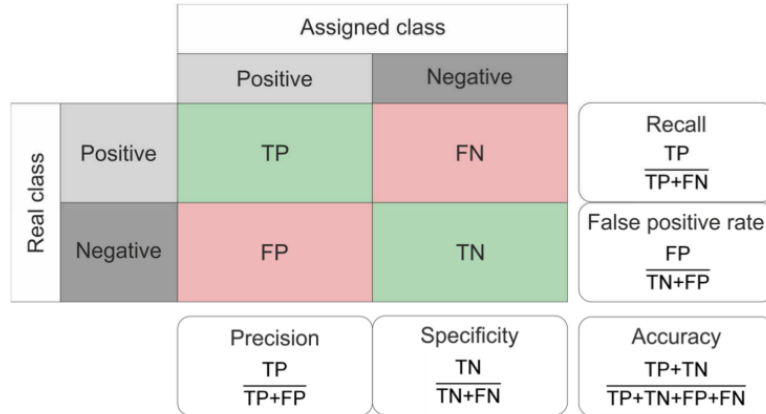 Assigned class
Positive Negative
Real class
Positive TP FN
Recall
TP
TP+FN
Negative FP TN
False positive rate
FP
TN+FP
Precision
TP
TP+FP
Specificity
TN
TN+FN
Accuracy
TP+TN
TP+TN+FP+FN